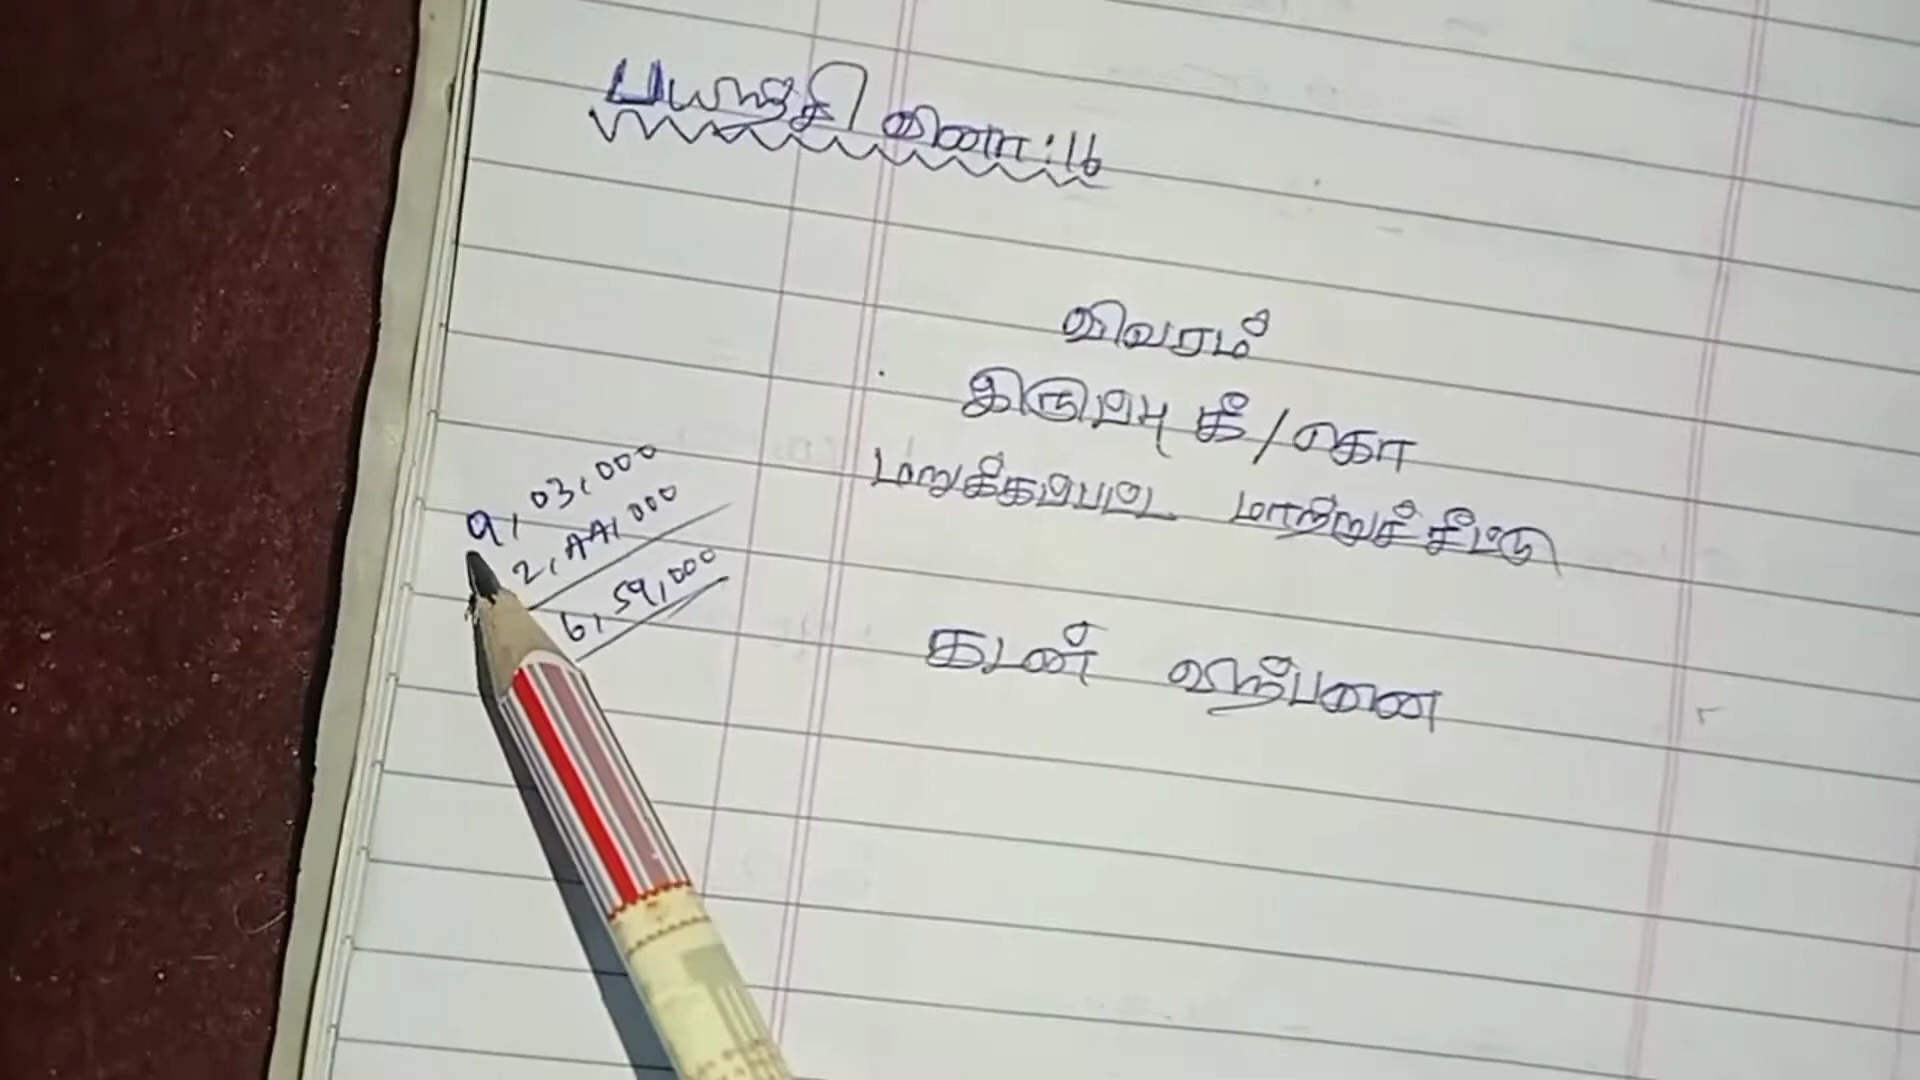 பயிற்சி வினா:16
விவரம்
இருப்பு கீ/கொ
மறுக்கப்பட்ட மாற்றுச்சீட்டு
9,03,000
2,44,000
6,59,000
கடன் விற்பனை